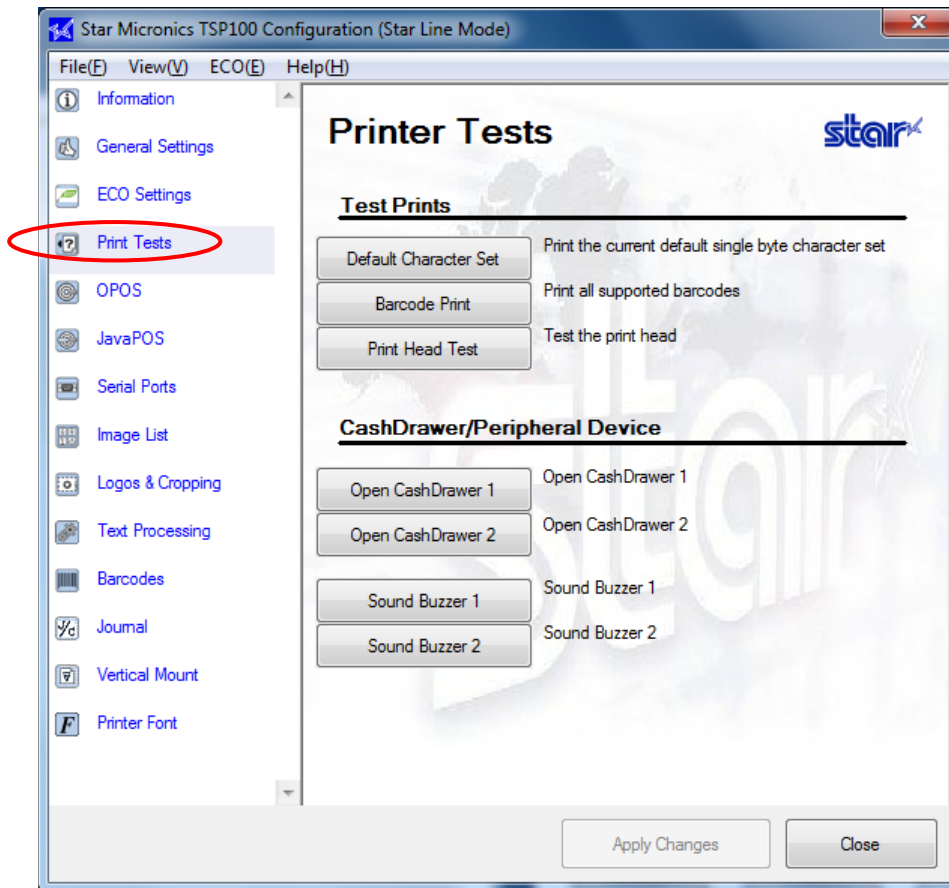 Star Micronics TSP100 Configuration (Star Line Mode)
File(F) View(V) ECO(E) Help(H)
Information
General Settings
ECO Settings
Print Tests
OPOS
JavaPOS
Serial Ports
Image List
Logos & Cropping
Text Processing
Barcodes
Journal
Vertical Mount
Printer Font
Printer Tests
star
Test Prints
Default Character Set Print the current default single byte character set
Barcode Print Print all supported barcodes
Print Head Test Test the print head
CashDrawer/Peripheral Device
Open CashDrawer 1 Open CashDrawer 1
Open CashDrawer 2 Open CashDrawer 2
Sound Buzzer 1 Sound Buzzer 1
Sound Buzzer 2 Sound Buzzer 2
star
Apply Changes Close